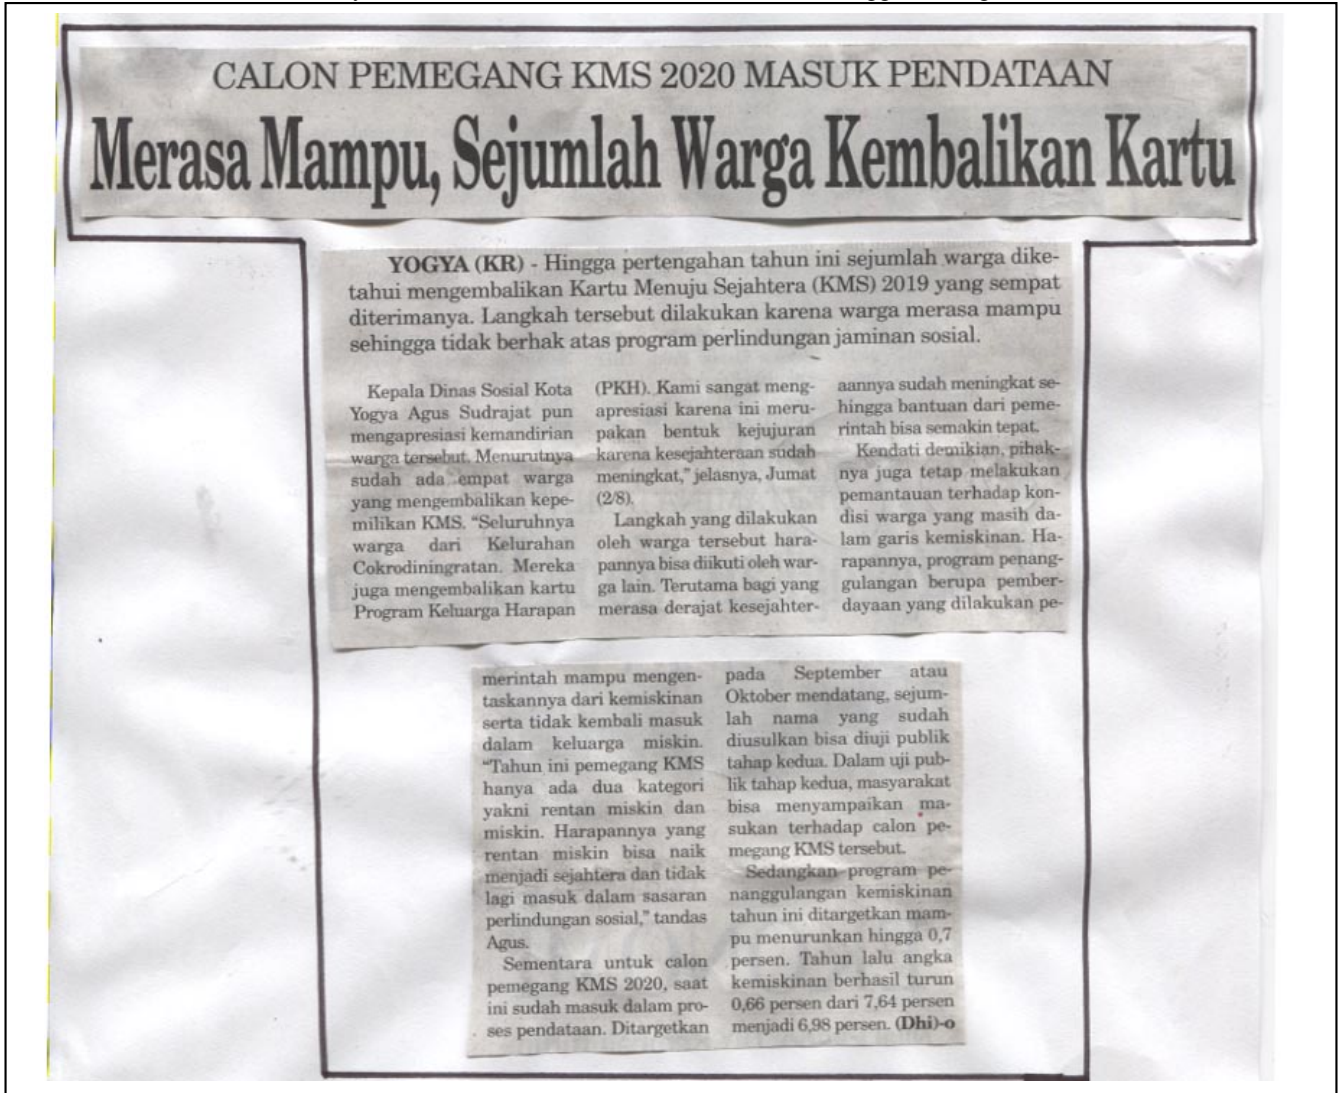 CALON PEMEGANG KMS 2020 MASUK PENDATAAN
Merasa Mampu, Sejumlah Warga Kembalikan Kartu
YOGYA (KR) - Hingga pertengahan tahun ini sejumlah warga dike-
tahui mengembalikan Kartu Menuju Sejahtera (KMS) 2019 yang sempat
diterimanya. Langkah tersebut dilakukan karena warga merasa mampu
sehingga tidak berhak atas program perlindungan jaminan sosial.
Kepala Dinas Sosial Kota
Yogya Agus Sudrajat pun
mengapresiasi kemandirian
warga tersebut. Menurutnya
sudah ada empat warga
yang mengembalikan kepe-
milikan KMS. “Seluruhnya
warga dari Kelurahan
Cokrodiningratan. Mereka
juga mengembalikan kartu
Program Keluarga Harapan
(PKH). Kami sangat meng-
apresiasi karena ini meru-
pakan bentuk kejujuran
karena kesejahteraan sudah
meningkat,” jelasnya, Jumat
(2/8).
Langkah yang dilakukan
oleh warga tersebut hara-
pannya bisa diikuti oleh war-
ga lain. Terutama bagi yang
merasa derajat kesejahter-
aannya sudah meningkat se-
hingga bantuan dari peme-
rintah bisa semakin tepat.
Kendati demikian, pihak-
nya juga tetap melakukan
pemantauan terhadap kon-
disi warga yang masih da-
lam garis kemiskinan. Ha-
rapannya, program penang-
gulangan berupa pember-
dayaan yang dilakukan pe-
merintah mampu mengen-
taskannya dari kemiskinan
serta tidak kembali masuk
dalam keluarga miskin.
“Tahun ini pemegang KMS
hanya ada dua kategori
yakni rentan miskin dan
miskin. Harapannya yang
rentan miskin bisa naik
menjadi sejahtera dan tidak
lagi masuk dalam sasaran
perlindungan sosial,” tandas
Agus.
Sementara untuk calon
pemegang KMS 2020, saat
ini sudah masuk dalam pro-
ses pendataan. Ditargetkan
pada September atau
Oktober mendatang, sejum-
lah nama yang sudah
diusulkan bisa diuji publik
tahap kedua. Dalam uji pub-
lik tahap kedua, masyarakat
bisa menyampaikan ma-
sukan terhadap calon pe-
megang KMS tersebut.
Sedangkan program pe-
nanggulangan kemiskinan
tahun ini ditargetkan mam-
pu menurunkan hingga 0,7
persen. Tahun lalu angka
kemiskinan berhasil turun
0,66 persen dari 7,64 persen
menjadi 6,98 persen. (Dhi)-o